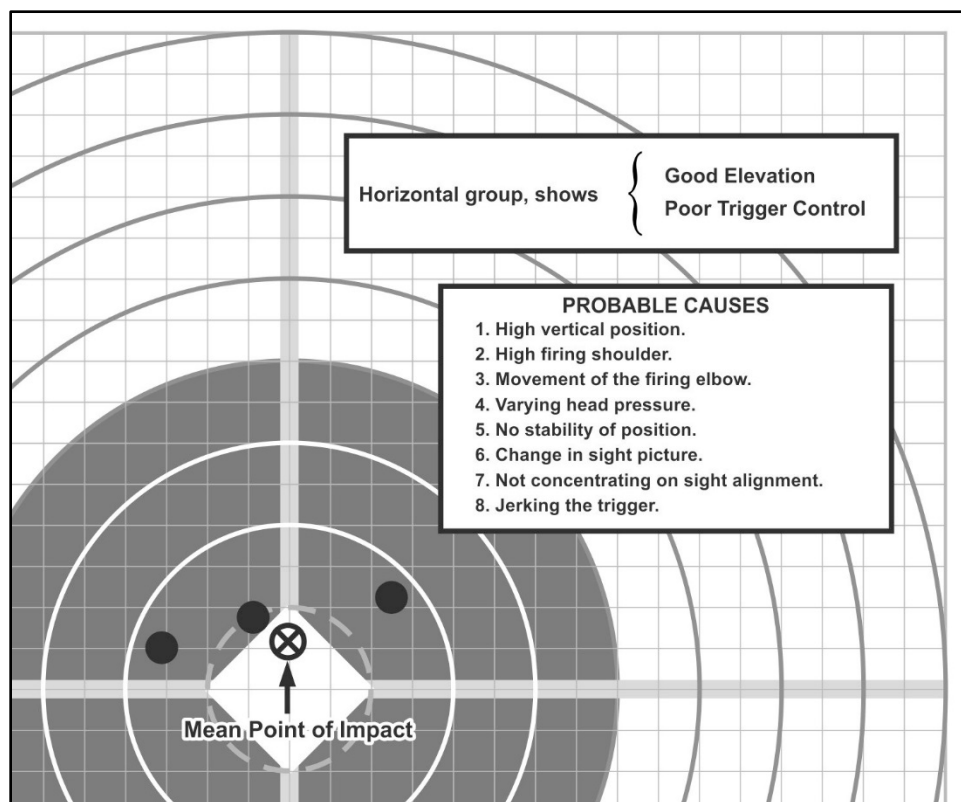 Horizontal group, shows
Good Elevation
Poor Trigger Control
PROBABLE CAUSES
1. High vertical position.
2. High firing shoulder.
3. Movement of the firing elbow.
4. Varying head pressure.
5. No stability of position.
6. Change in sight picture.
7. Not concentrating on sight alignment.
8. Jerking the trigger.
Mean Point of Impact